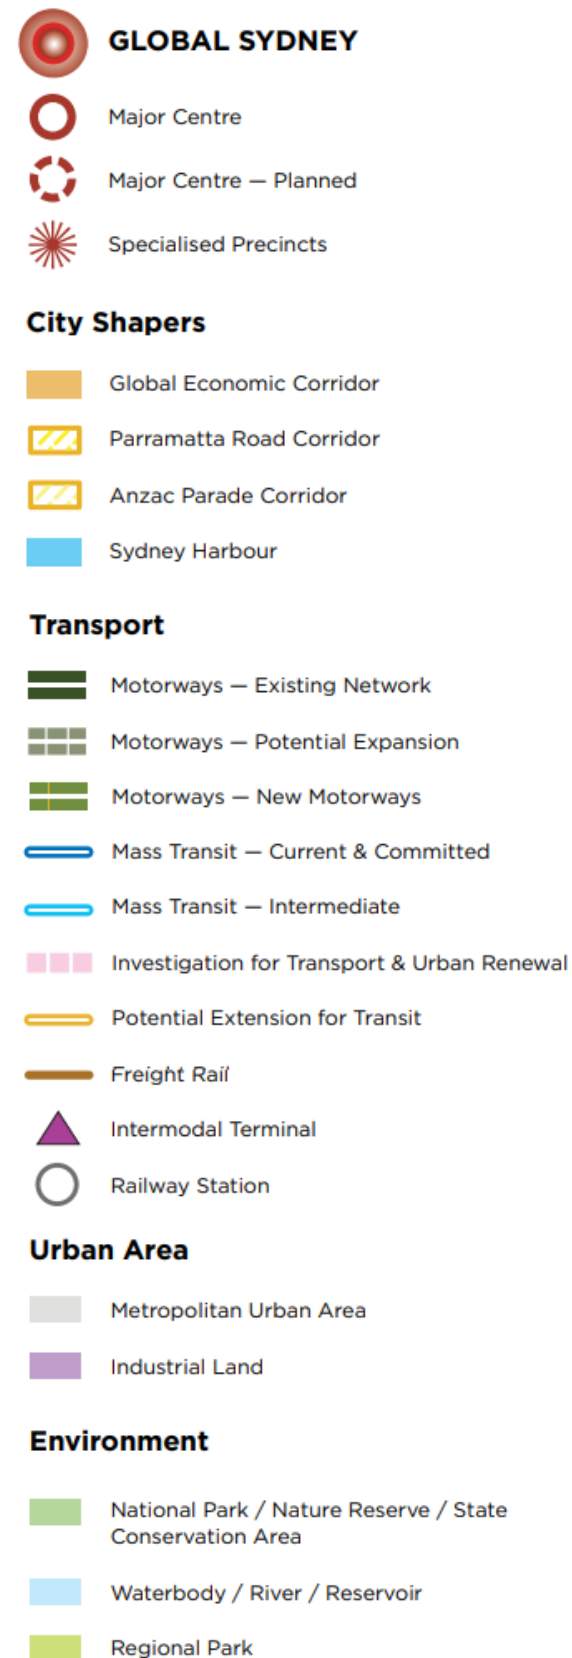 GLOBAL SYDNEY
Major Centre
Major Centre — Planned
Specialised Precincts
City Shapers
Global Economic Corridor
Parramatta Road Corridor
Anzac Parade Corridor
Sydney Harbour
Transport
Motorways — Existing Network
Motorways — Potential Expansion
Motorways — New Motorways
Mass Transit — Current & Committed
Mass Transit — Intermediate
Investigation for Transport & Urban Renewal
Potential Extension for Transit
Freight Rail
Intermodal Terminal
Railway Station
Urban Area
Metropolitan Urban Area
Industrial Land
Environment
National Park / Nature Reserve / State
Conservation Area
Waterbody / River / Reservoir
Regional Park